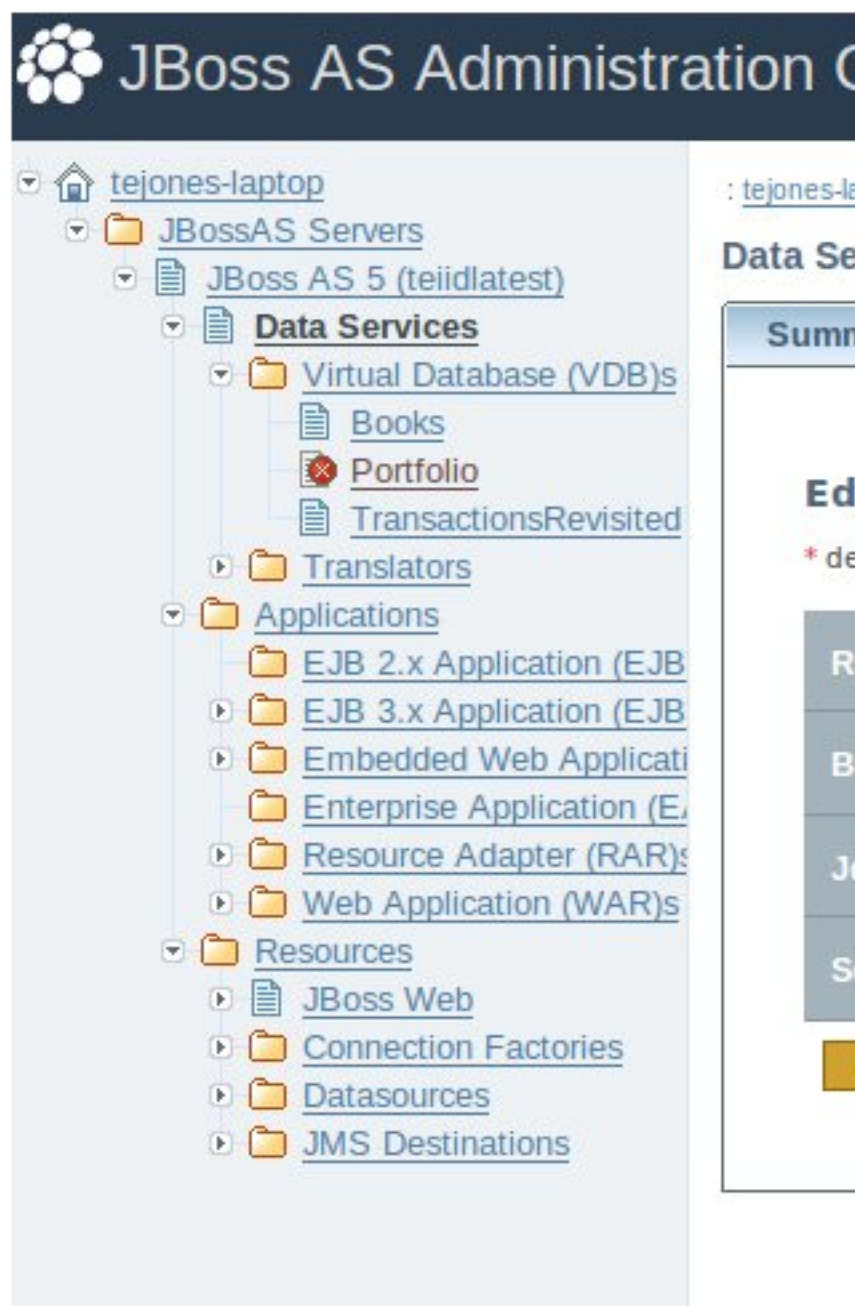 JBoss AS Administration
tejones-laptop
JBossAS Servers
JBoss AS 5 (teiidlatest)
Data Services
Virtual Database (VDB)s
Books
Portfolio
TransactionsRevisited
Translators
Applications
EJB 2.x Application (EJB
EJB 3.x Application (EJB
Embedded Web Applicati
Enterprise Application (E
Resource Adapter (RAR)s
Web Application (WAR)s
Resources
JBoss Web
Connection Factories
Datasources
JMS Destinations
: tejones-la
Data Se
Summ
Ed
* de
R
B
S